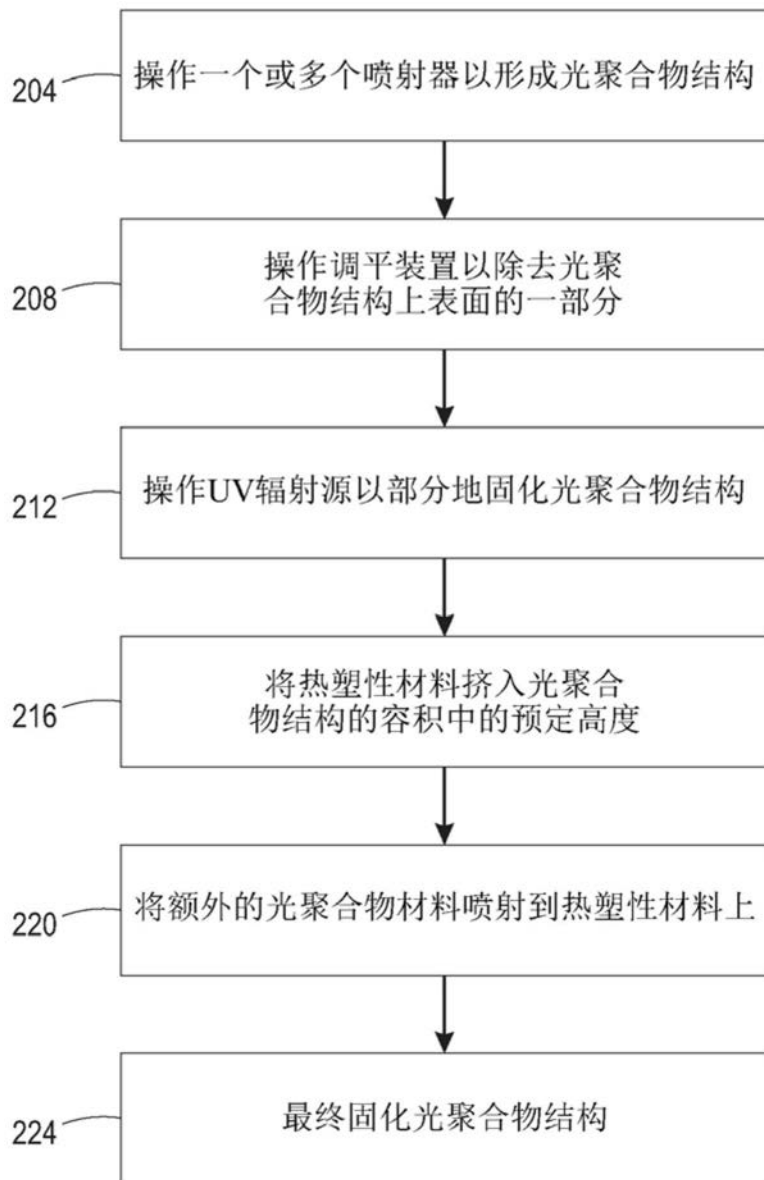 204
操作一个或多个喷射器以形成光聚合物结构
208
操作调平装置以除去光聚
合物结构上表面的一部分
212
操作UV辐射源以部分地固化光聚合物结构
216
将热塑性材料挤入光聚合
物结构的容积中的预定高度
220
将额外的光聚合物材料喷射到热塑性材料上
224
最终固化光聚合物结构